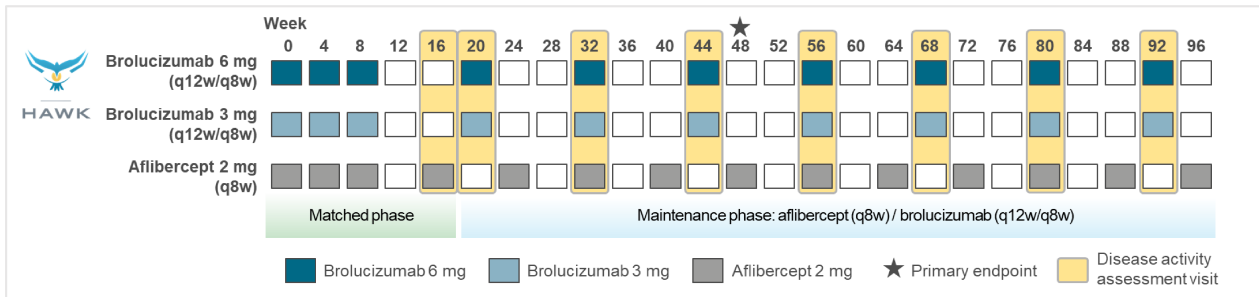 Week
0 4 8 12 16 20 24 28 32 36 40 44 48 52 56 60 64 68 72 76 80 84 88 92 96
HAWK
Brolucizumab 6 mg
(q12w/q8w)
Brolucizumab 3 mg
(q12w/q8w)
Aflibercept 2 mg
(q8w)
Matched phase
Maintenance phase: aflibercept (q8w) / brolucizumab (q12w/q8w)
Brolucizumab 6 mg
Brolucizumab 3 mg
Aflibercept 2 mg
Primary endpoint
Disease activity
assessment visit